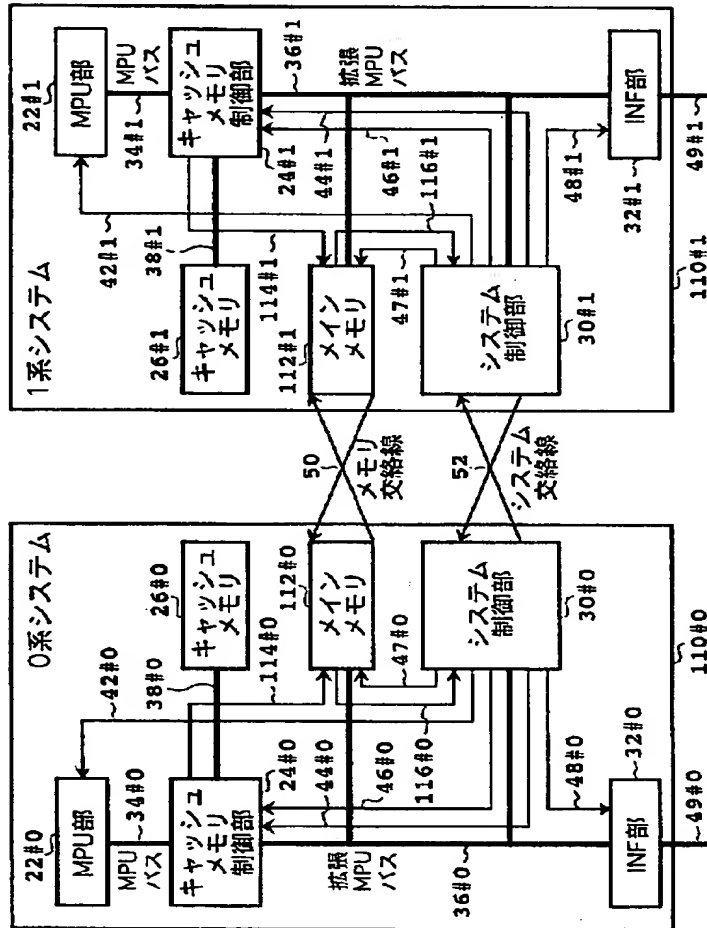 0系システム
22#0
MPU部
MPU
バス
34#0
42#0
キャッシュ
メモリ
制御部
24#0
38#0
キャッシュ
メモリ
26#0
114#0
44#0
46#0
拡張
MPU
バス
メイン
メモリ
112#0
47#0
116#0
システム
制御部
30#0
36#0
48#0
INF部
32#0
49#0
110#0
50
メモリ
交絡線
52
システム
交絡線
1系システム
22#1
MPU部
MPU
バス
34#1
42#1
キャッシュ
メモリ
制御部
24#1
38#1
キャッシュ
メモリ
26#1
114#1
36#1
44#1
46#1
拡張
MPU
バス
メイン
メモリ
112#1
47#1
116#1
システム
制御部
30#1
48#1
INF部
32#1
49#1
110#1